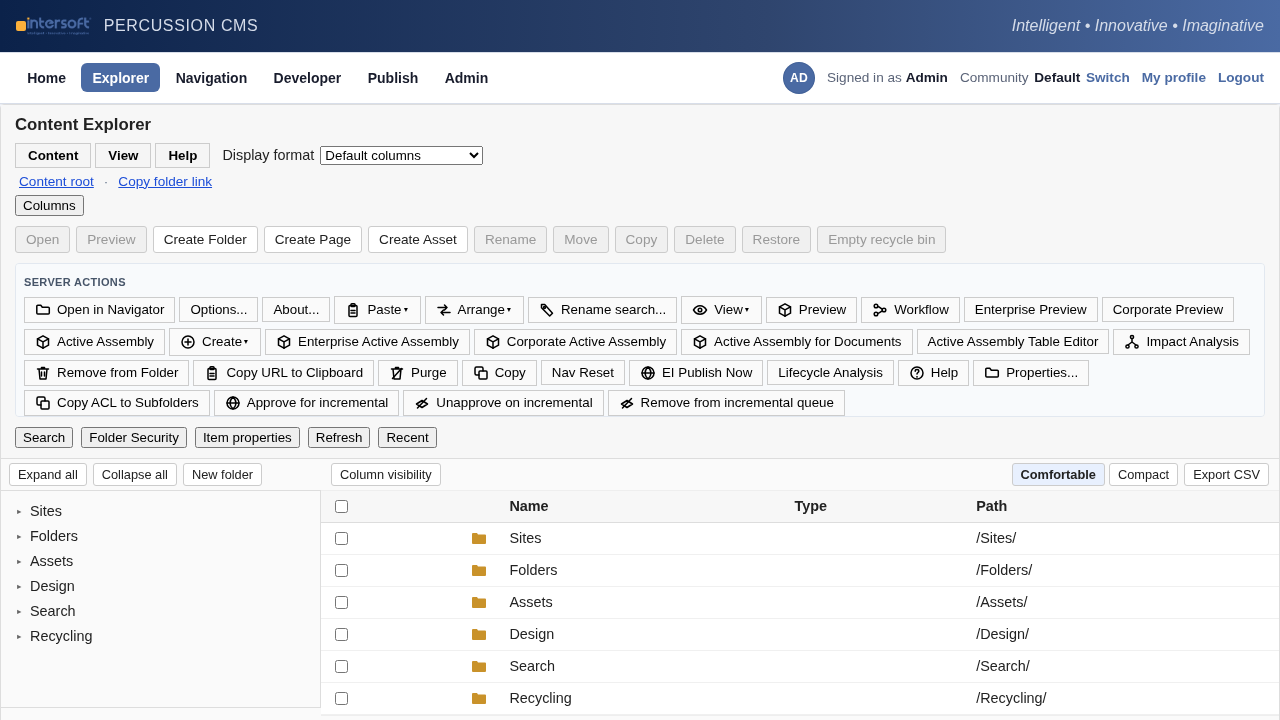 intersoft PERCUSSION CMS Intelligent • Innovative • Imaginative
Home Explorer Navigation Developer Publish Admin AD Signed in as Admin Community Default Switch My profile Logout
Content Explorer
Content View Help Display format Default columns
Content root · Copy folder link
Columns
Open Preview Create Folder Create Page Create Asset Rename Move Copy Delete Restore Empty recycle bin
SERVER ACTIONS
Open in Navigator Options... About... Paste Arrange Rename search... View Preview Workflow Enterprise Preview Corporate Preview
Active Assembly Create Enterprise Active Assembly Corporate Active Assembly Active Assembly for Documents Active Assembly Table Editor Impact Analysis
Remove from Folder Copy URL to Clipboard Purge Copy Nav Reset EI Publish Now Lifecycle Analysis Help Properties...
Copy ACL to Subfolders Approve for incremental Unapprove on incremental Remove from incremental queue
Search Folder Security Item properties Refresh Recent
Expand all Collapse all New folder Column visibility Comfortable Compact Export CSV
Sites
Folders
Assets
Design
Search
Recycling
Name Type Path
Sites /Sites/
Folders /Folders/
Assets /Assets/
Design /Design/
Search /Search/
Recycling /Recycling/